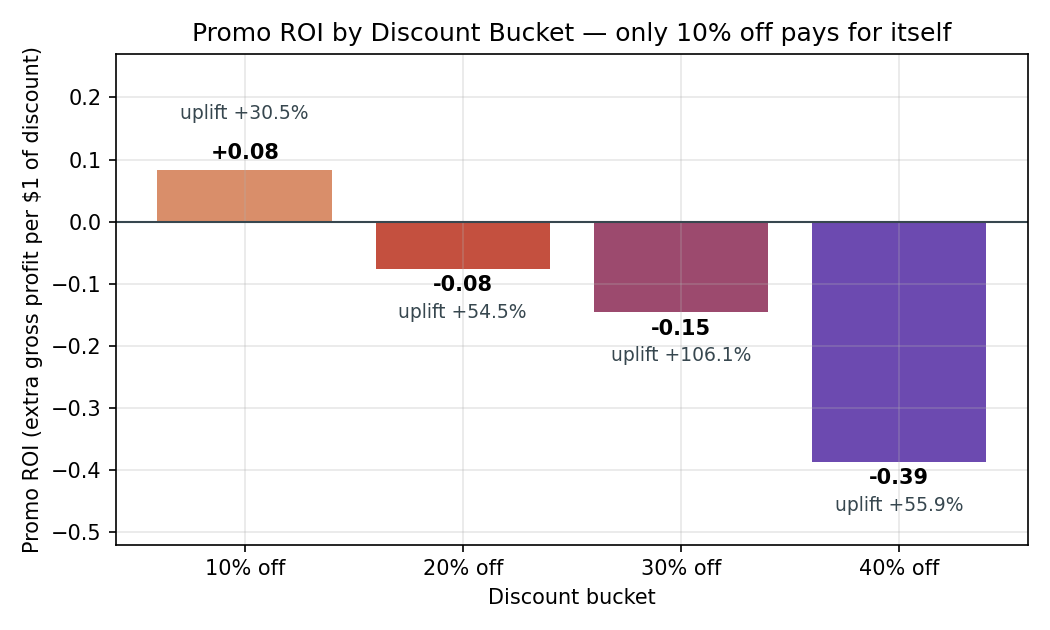 Promo ROI by Discount Bucket — only 10% off pays for itself
Promo ROI (extra gross profit per $1 of discount)
0.2
0.1
0.0
−0.1
−0.2
−0.3
−0.4
−0.5
uplift +30.5%
+0.08
-0.08
uplift +54.5%
-0.15
uplift +106.1%
-0.39
uplift +55.9%
10% off
20% off
30% off
40% off
Discount bucket